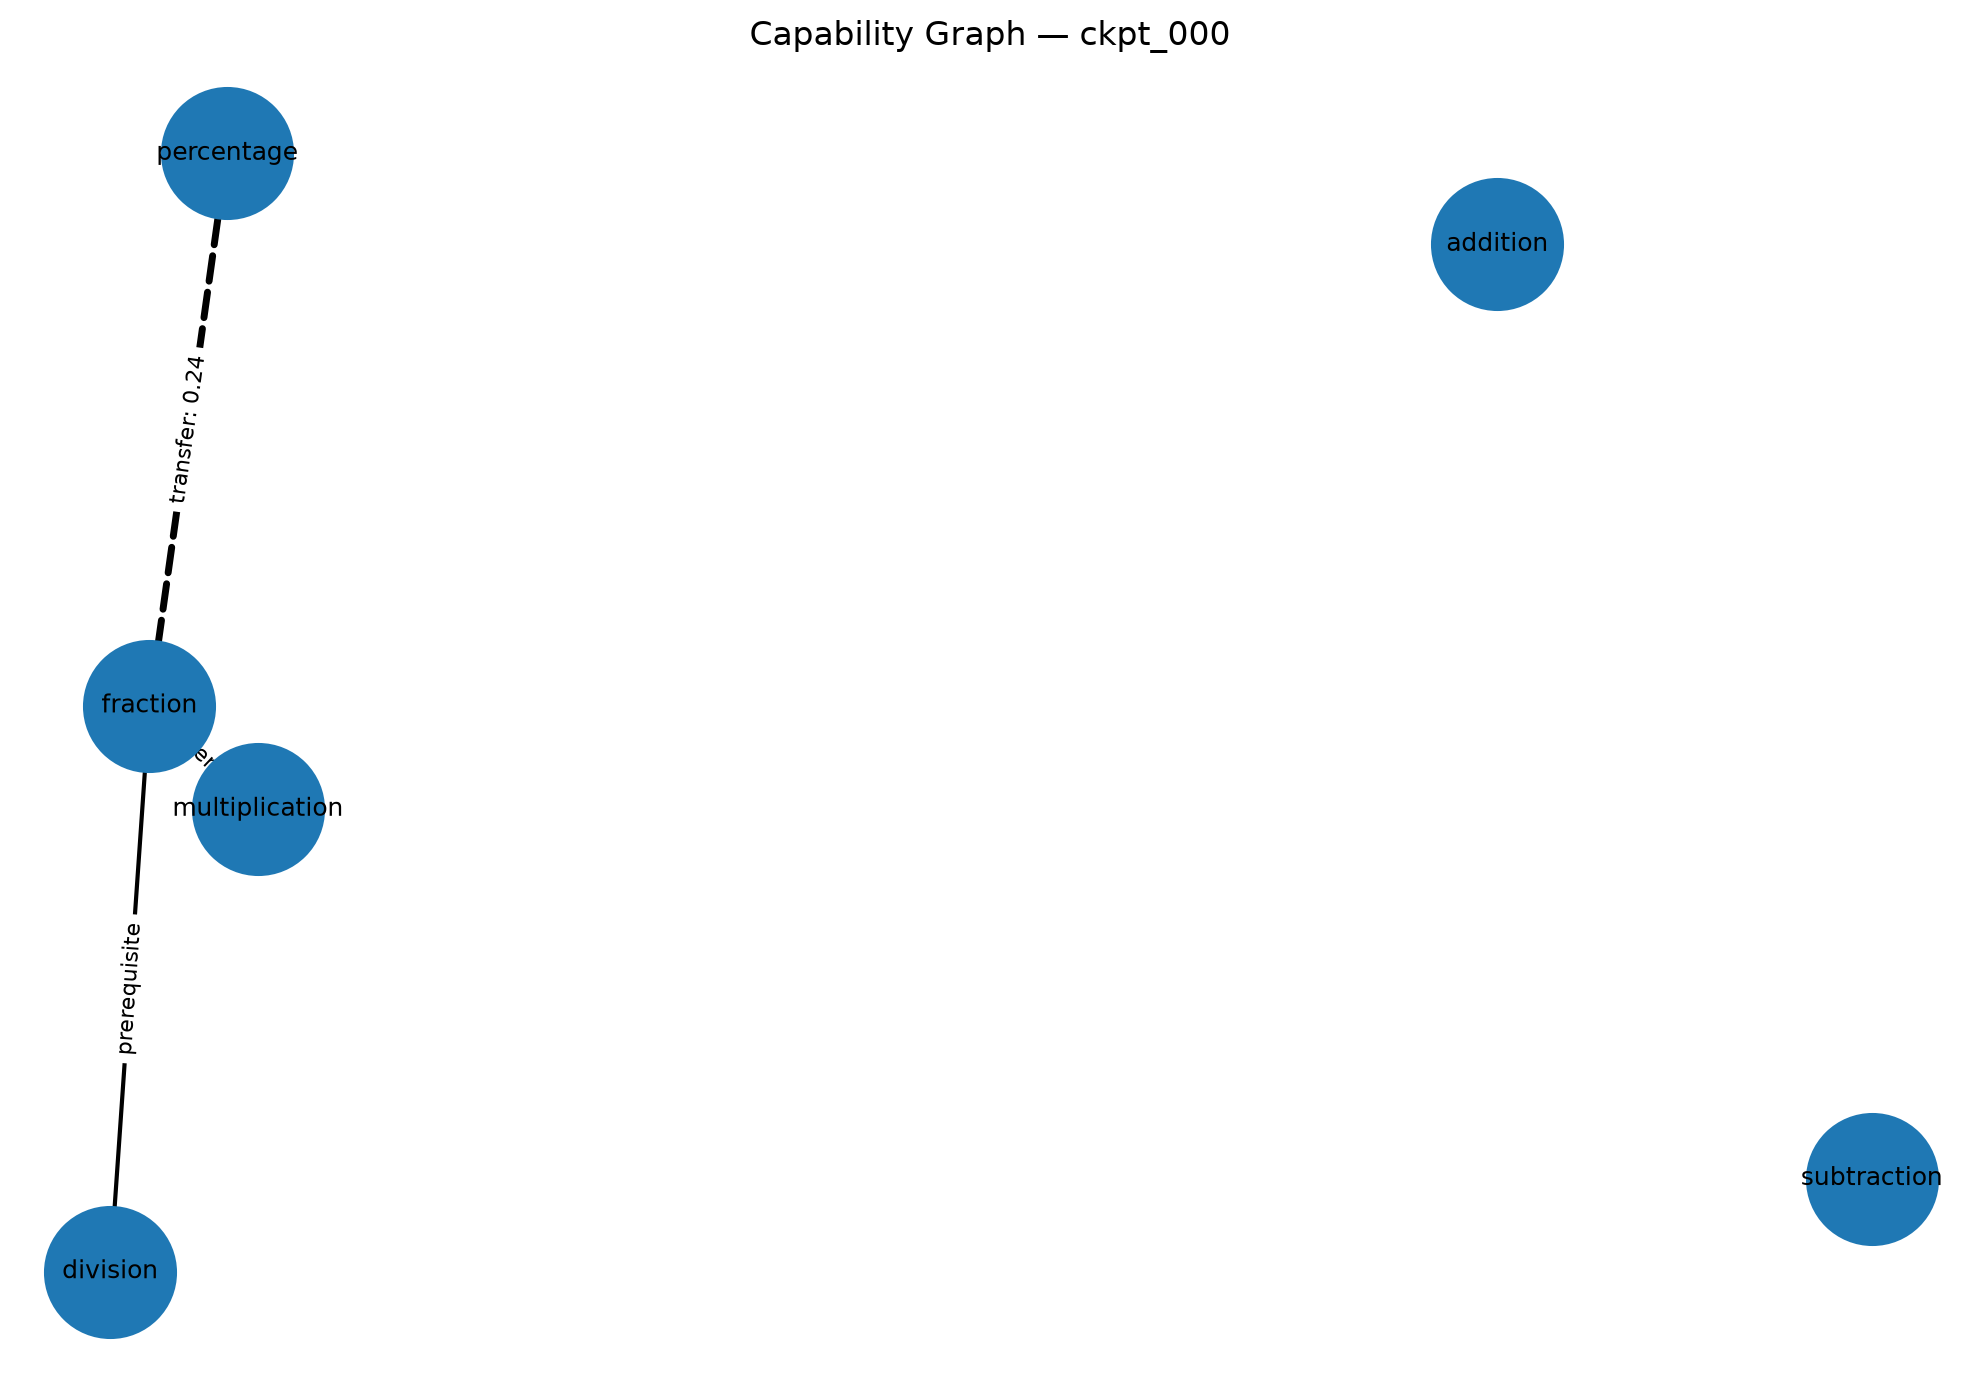 Capability Graph — ckpt_000
percentage
addition
transfer: 0.24
fraction
multiplication
prerequisite
subtraction
division